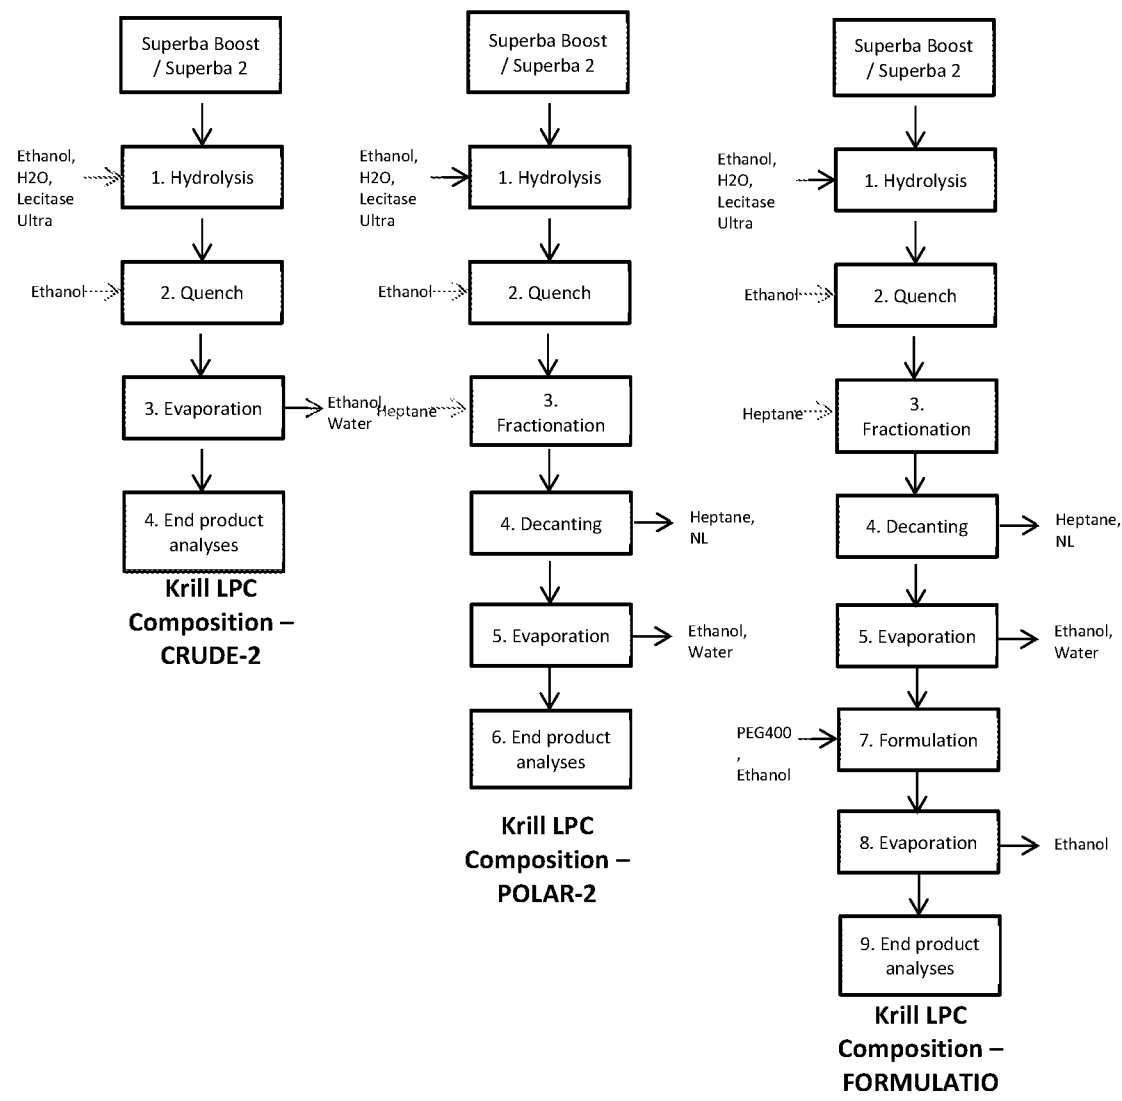 Superba Boost
/ Superba 2
Ethanol,
H2O,
Lecitase
Ultra
1. Hydrolysis
Ethanol
2. Quench
3. Evaporation
Ethanol
Water
4. End product
analyses
Krill LPC
Composition –
CRUDE-2
Superba Boost
/ Superba 2
Ethanol,
H2O,
Lecitase
Ultra
1. Hydrolysis
Ethanol
2. Quench
Heptane
3.
Fractionation
4. Decanting
Heptane,
NL
5. Evaporation
Ethanol,
Water
6. End product
analyses
Krill LPC
Composition –
POLAR-2
Superba Boost
/ Superba 2
Ethanol,
H2O,
Lecitase
Ultra
1. Hydrolysis
Ethanol
2. Quench
Heptane
3.
Fractionation
4. Decanting
Heptane,
NL
5. Evaporation
Ethanol,
Water
PEG400
,
Ethanol
7. Formulation
8. Evaporation
Ethanol
9. End product
analyses
Krill LPC
Composition –
FORMULATIO